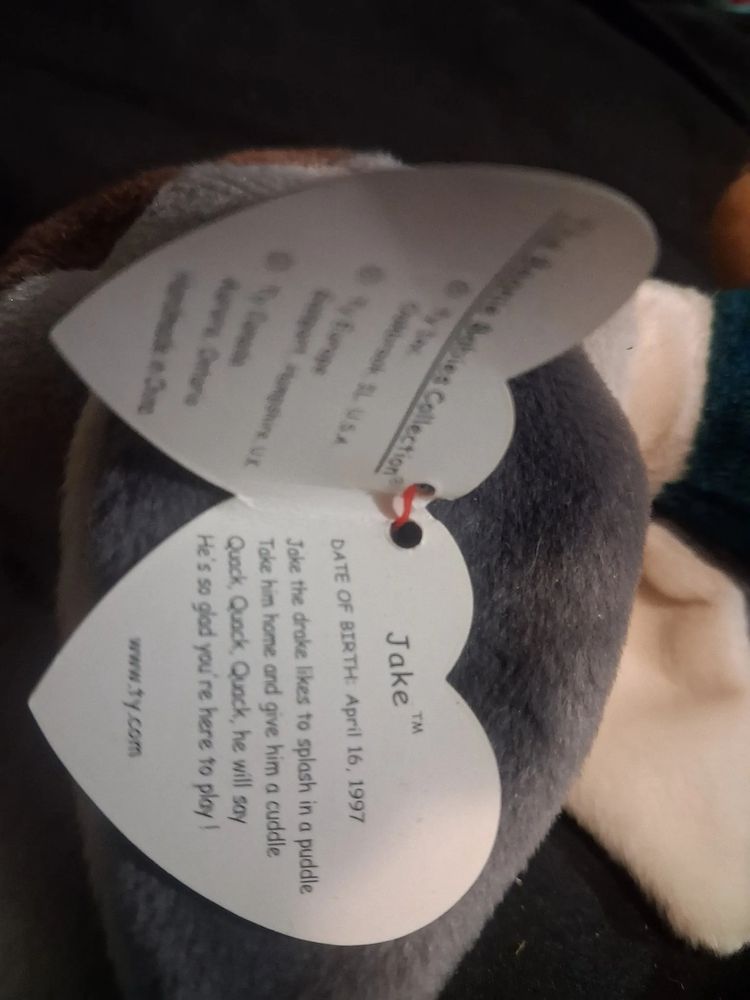 The Beanie Babies Collection®
® Ty Inc.
Oakbrook IL. U.S.A.
® Ty Europe
Gasport, Hampshire, U.K.
® Ty Canada
Aurora, Ontario
Handmade in China
Jake™
DATE OF BIRTH: April 16, 1997
Jake the drake likes to splash in a puddle
Take him home and give him a cuddle
Quack, Quack, Quack, he will say
He's so glad you're here to play!
www.ty.com